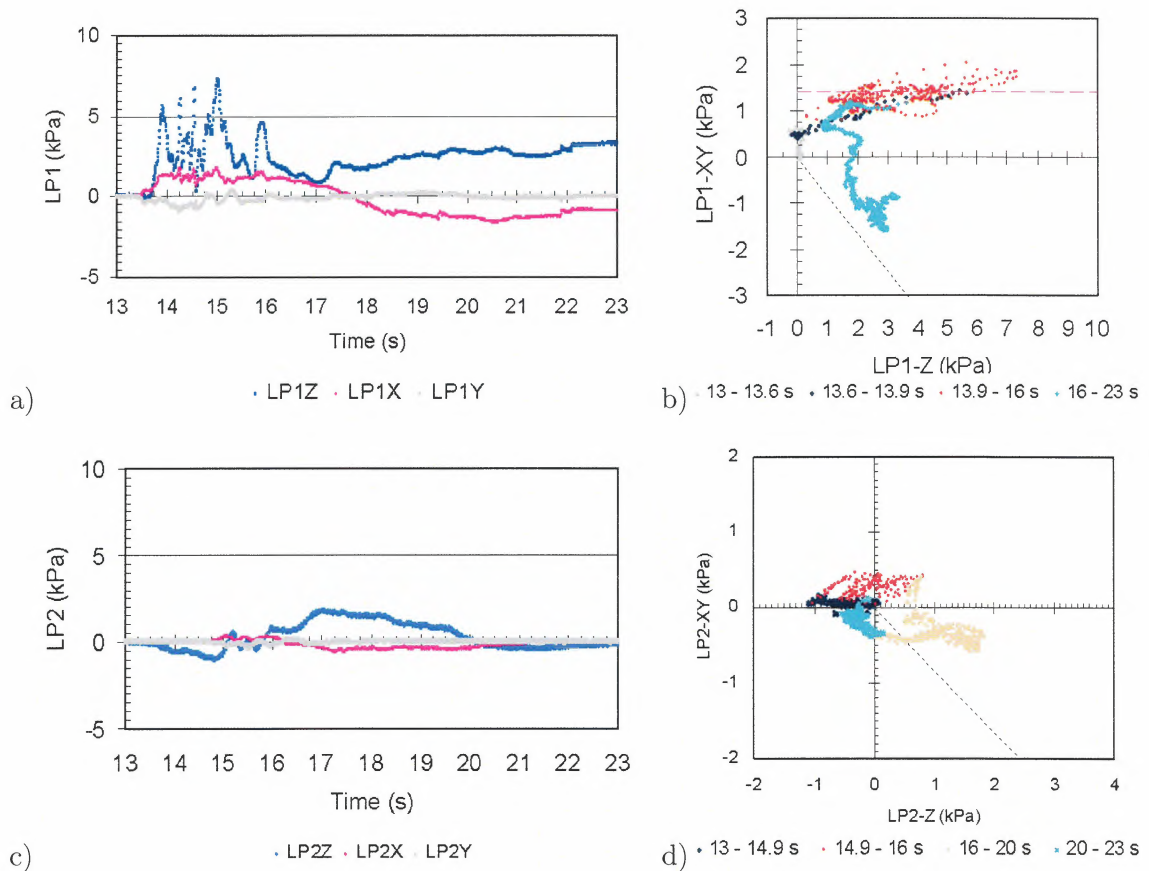 10
5
0
-5
LP1 (kPa)
13 14 15 16 17 18 19 20 21 22 23
Time (s)
LP1Z LP1X LP1Y
a)
3
2
1
0
-1
-2
-3
LP1-XY (kPa)
-1 0 1 2 3 4 5 6 7 8 9 10
LP1-Z (kPa)
b) 13 - 13.6 s 13.6 - 13.9 s 13.9 - 16 s 16 - 23 s
10
5
0
-5
LP2 (kPa)
13 14 15 16 17 18 19 20 21 22 23
Time (s)
c) LP2Z LP2X LP2Y
2
1
0
-1
-2
LP2-XY (kPa)
-2 -1 0 1 2 3 4
LP2-Z (kPa)
d) 13 - 14.9 s 14.9 - 16 s 16 - 20 s 20 - 23 s